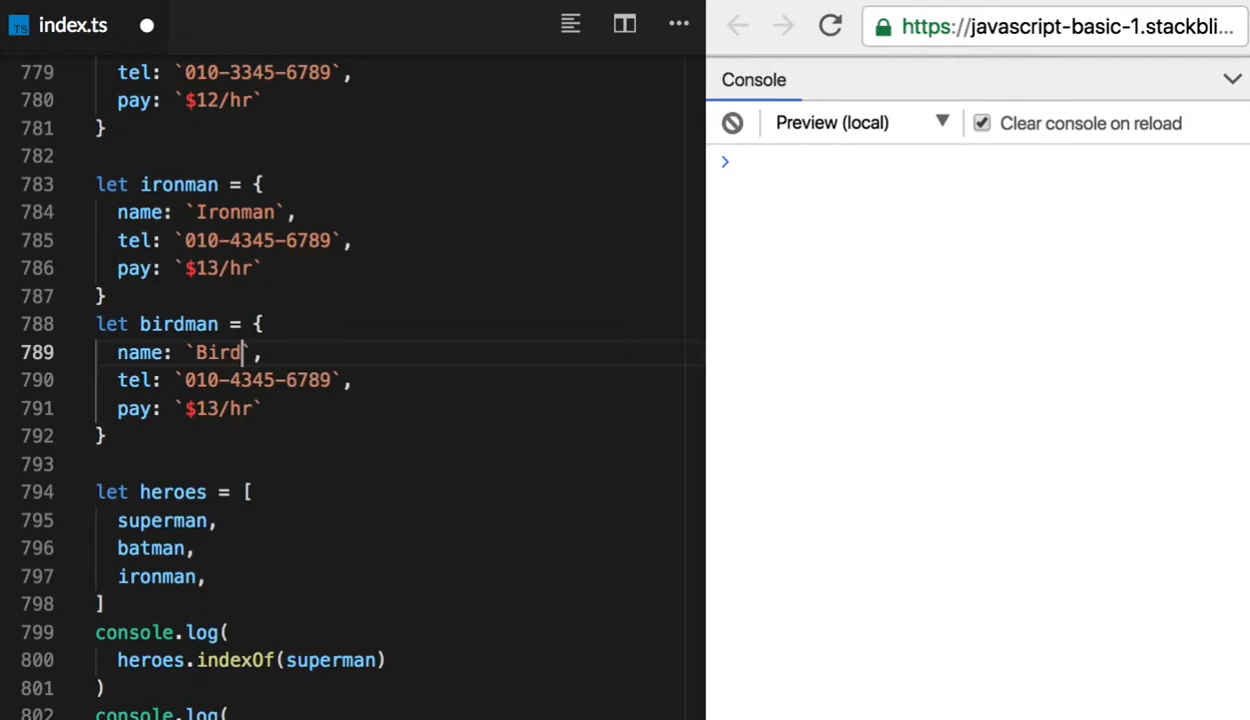 TS index.ts
779 tel: `010-3345-6789`,
780 pay: `$12/hr`
781 }
782
783 let ironman = {
784 name: `Ironman`,
785 tel: `010-4345-6789`,
786 pay: `$13/hr`
787 }
788 let birdman = {
789 name: `Bird`,
790 tel: `010-4345-6789`,
791 pay: `$13/hr`
792 }
793
794 let heroes = [
795 superman,
796 batman,
797 ironman,
798 ]
799 console.log(
800 heroes.indexOf(superman)
801 )
802 console.log(
https://javascript-basic-1.stackbli...
Console
Preview (local)
Clear console on reload
>